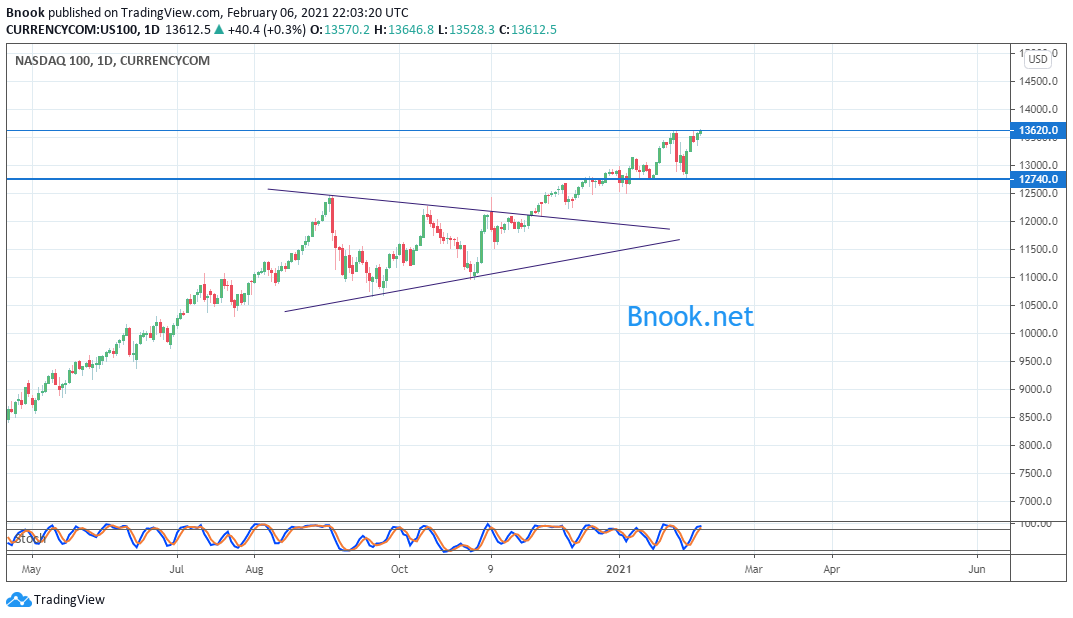 Bnook published on TradingView.com, February 06, 2021 22:03:20 UTC
CURRENCYCOM:US100, 1D 13612.5 ▲ +40.4 (+0.3%) O:13570.2 H:13646.8 L:13528.3 C:13612.5
NASDAQ 100, 1D, CURRENCYCOM
USD
14500.0
14000.0
13620.0
13000.0
12740.0
12500.0
12000.0
11500.0
11000.0
10500.0
Bnook.net
10000.0
9500.0
9000.0
8500.0
8000.0
7500.0
7000.0
100.00
Stoch
May Jul Aug Oct 9 2021 Mar Apr Jun
TradingView